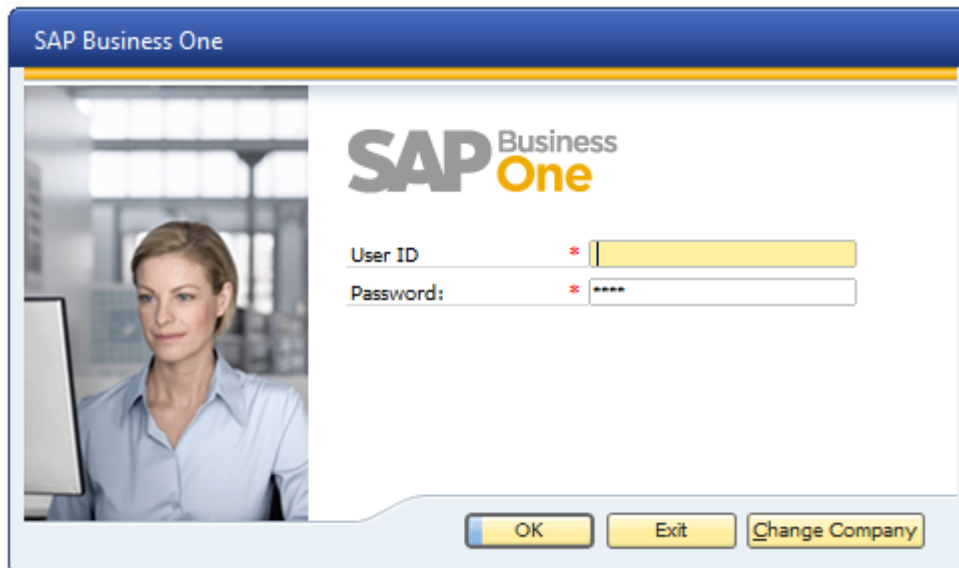 SAP Business One
SAP Business One
User ID *
Password: * ****
OK Exit Change Company